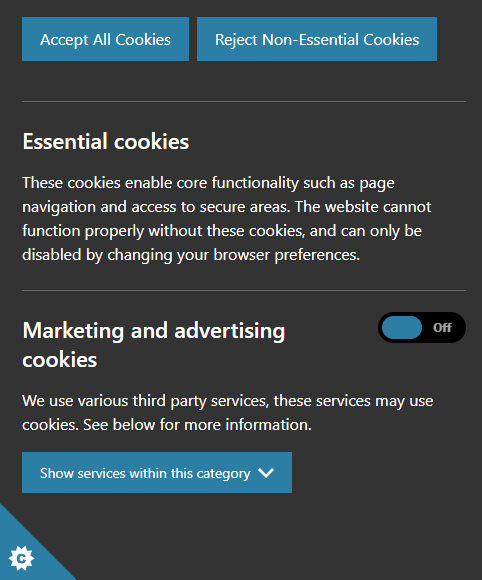 Accept All Cookies
Reject Non-Essential Cookies
Essential cookies
These cookies enable core functionality such as page
navigation and access to secure areas. The website cannot
function properly without these cookies, and can only be
disabled by changing your browser preferences.
Marketing and advertising
cookies
Off
We use various third party services, these services may use
cookies. See below for more information.
Show services within this category
C